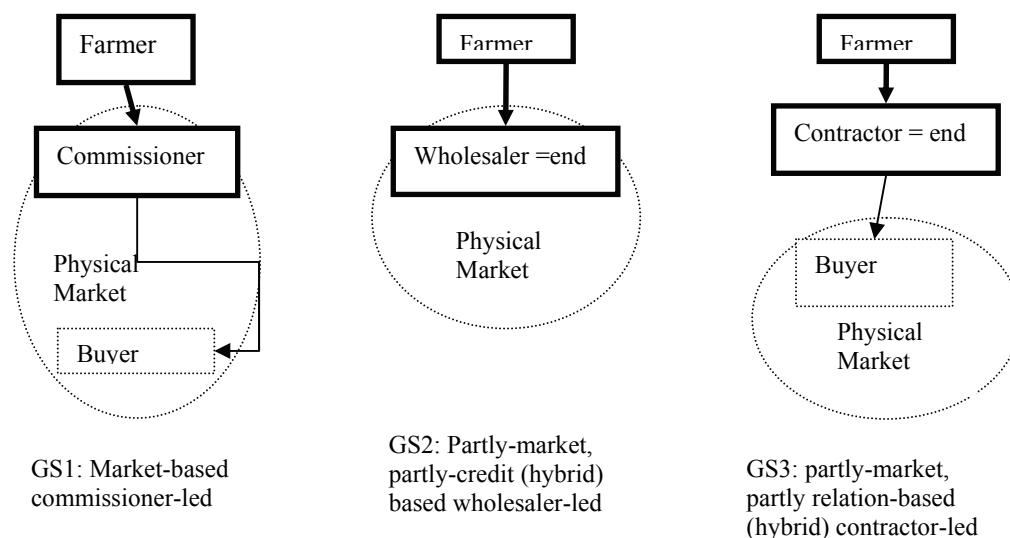 Farmer
Commissioner
Physical
Market
Buyer
GS1: Market-based
commissioner-led
Farmer
Wholesaler =end
Physical
Market
GS2: Partly-market,
partly-credit (hybrid)
based wholesaler-led
Farmer
Contractor = end
Buyer
Physical
Market
GS3: partly-market,
partly relation-based
(hybrid) contractor-led